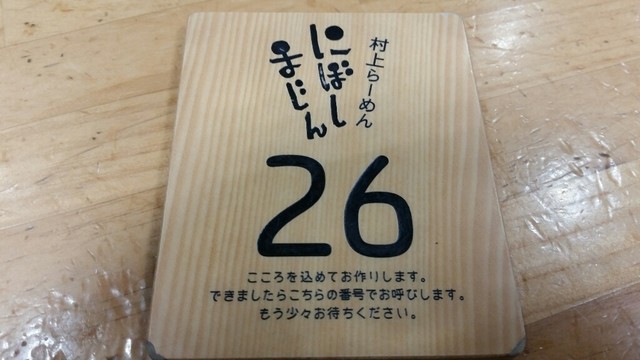 村上らーめん
にぼし
まじん
26
こころを込めてお作りします。
できましたらこちらの番号でお呼びします。
もう少々お待ちください。